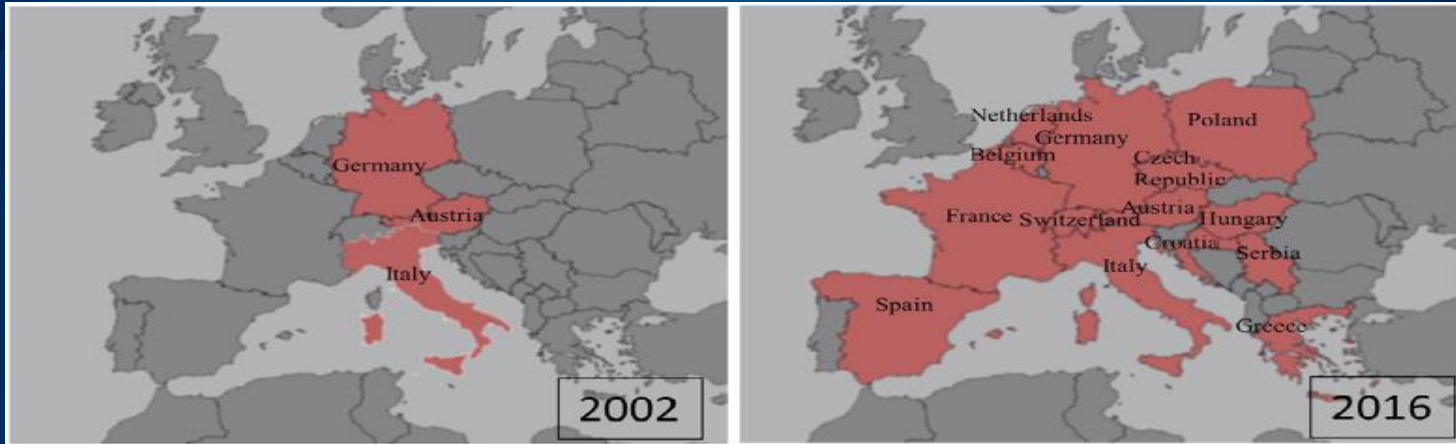 Germany
Austria
Italy
2002
Netherlands
Germany
Poland
Belgium
Czech
Republic
France
Switzerland
Austria
Hungary
Croatia
Serbia
Italy
Spain
Greece
2016